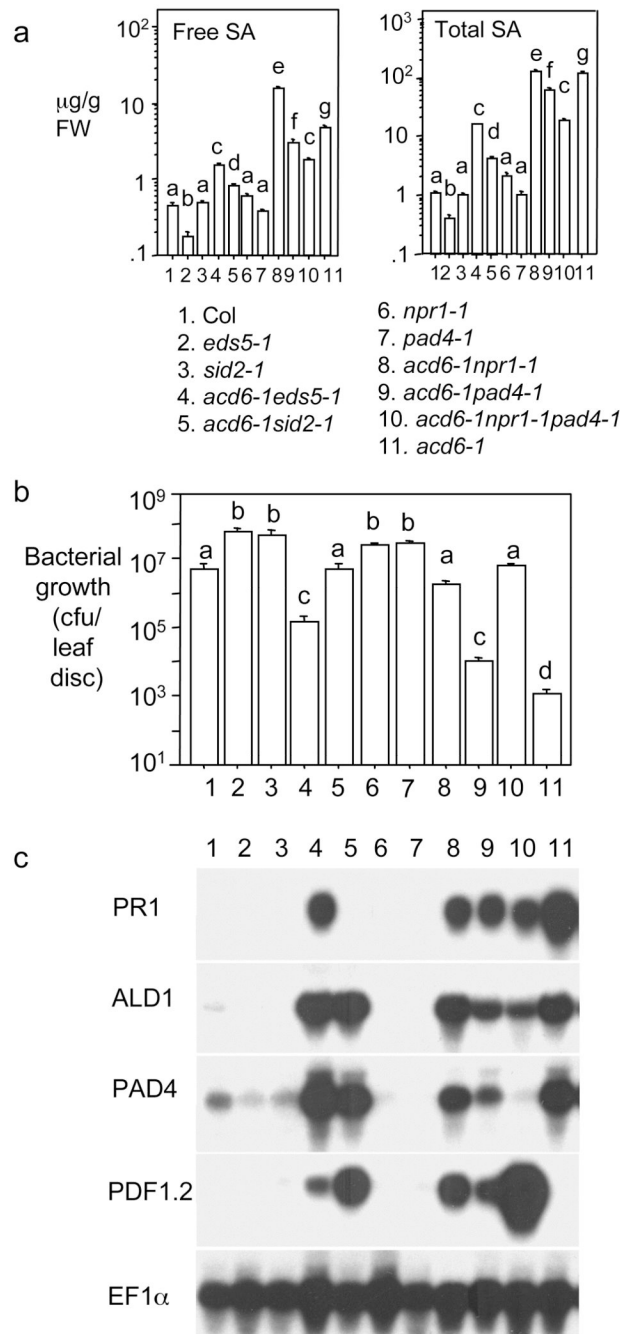 a
Free SA
Total SA
µg/g
FW
10²
10
1
.1
a b a c d a a e f c g
1 2 3 4 5 6 7 8 9 10 11
10³
10²
10
1
.1
a b a c d a a e f c g
1 2 3 4 5 6 7 8 9 10 11
1. Col
2. eds5-1
3. sid2-1
4. acd6-1eds5-1
5. acd6-1sid2-1
6. npr1-1
7. pad4-1
8. acd6-1npr1-1
9. acd6-1pad4-1
10. acd6-1npr1-1pad4-1
11. acd6-1
b
Bacterial
growth
(cfu/
leaf
disc)
10⁹
10⁷
10⁵
10³
10¹
a b b c a b b a c a d
1 2 3 4 5 6 7 8 9 10 11
c
1 2 3 4 5 6 7 8 9 10 11
PR1
ALD1
PAD4
PDF1.2
EF1α